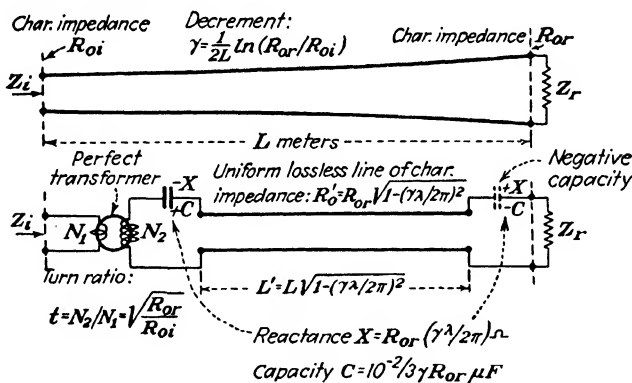 Char. impedance
R_oi
Decrement:
γ = 1/2L ln(R_or/R_oi)
Char. impedance
R_or
Z_i
Z_r
L meters
Perfect
transformer
-X
+C
Uniform lossless line of char.
impedance: R'_o=R_or√1-(γλ/2π)²
Negative
capacity
+X
-C
Z_i
N_1
N_2
Z_r
Turn ratio:
t=N_2/N_1=√R_or/R_oi
L'=L√1-(γλ/2π)²
Reactance X=R_or(γλ/2π)Ω
Capacity C=10⁻²/3γR_or μF